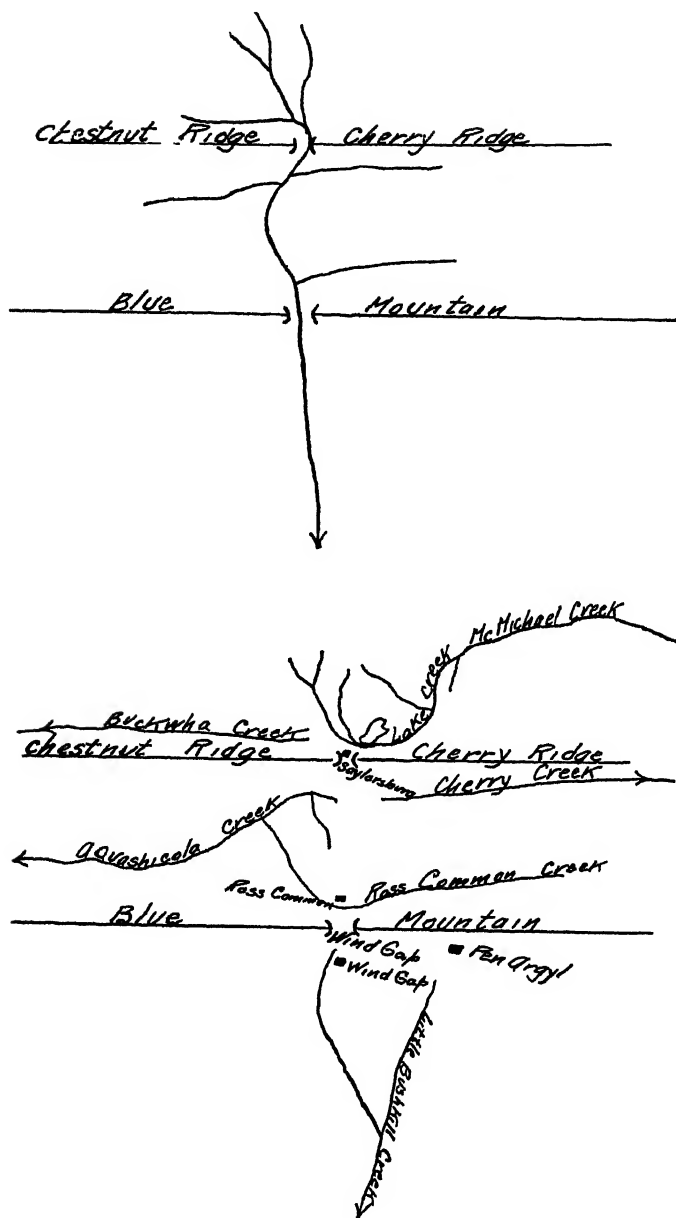 Chestnut Ridge Cherry Ridge
Blue Mountain
McMichael Creek
Lake Creek
Buckwha Creek
Chestnut Ridge Cherry Ridge
Saylorsburg
Cherry Creek
Aquashicola Creek
Ross Common Ross Common Creek
Blue Mountain
Wind Gap
Wind Gap
Pen Argyl
Little Bushkill Creek